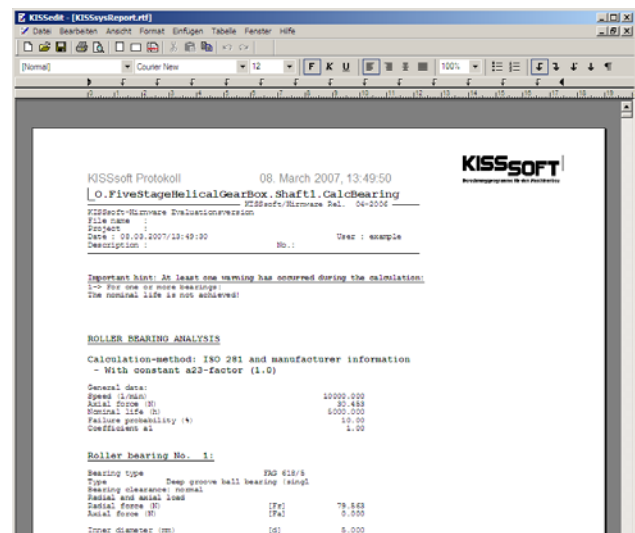 KISSedit - [KISSsysReport.rtf]
Datei Bearbeiten Ansicht Format Einfügen Tabelle Fenster Hilfe
[Normal] Courier New 12 F K U 100%
KISSsoft Protokoll 08. March 2007, 13:49:50
KISSSOFT
O.FiveStageHelicalGearBox.Shaft1.CalcBearing
KISSsoft/Hirnware Rel. 04-2006
KISSsoft-Hirnware Evaluationsversion
File name :
Project :
Date : 08.03.2007/13:49:50 User : example
Description : No.:
Important hint: At least one warning has occurred during the calculation:
1-> For one or more bearings:
The nominal life is not achieved!
ROLLER BEARING ANALYSIS
Calculation-method: ISO 281 and manufacturer information
- With constant a23-factor (1.0)
General data:
Speed (1/min) 10000.000
Axial force (N) 30.453
Nominal life (h) 5000.000
Failure probability (%) 10.00
Coefficient a1 1.00
Roller bearing No. 1:
Bearing type FAG 618/5
Type Deep groove ball bearing (singl
Bearing clearance: normal
Radial and axial load
Radial force (N) [Fr] 79.563
Axial force (N) [Fa] 0.000
Inner diameter (mm) [d] 5.000